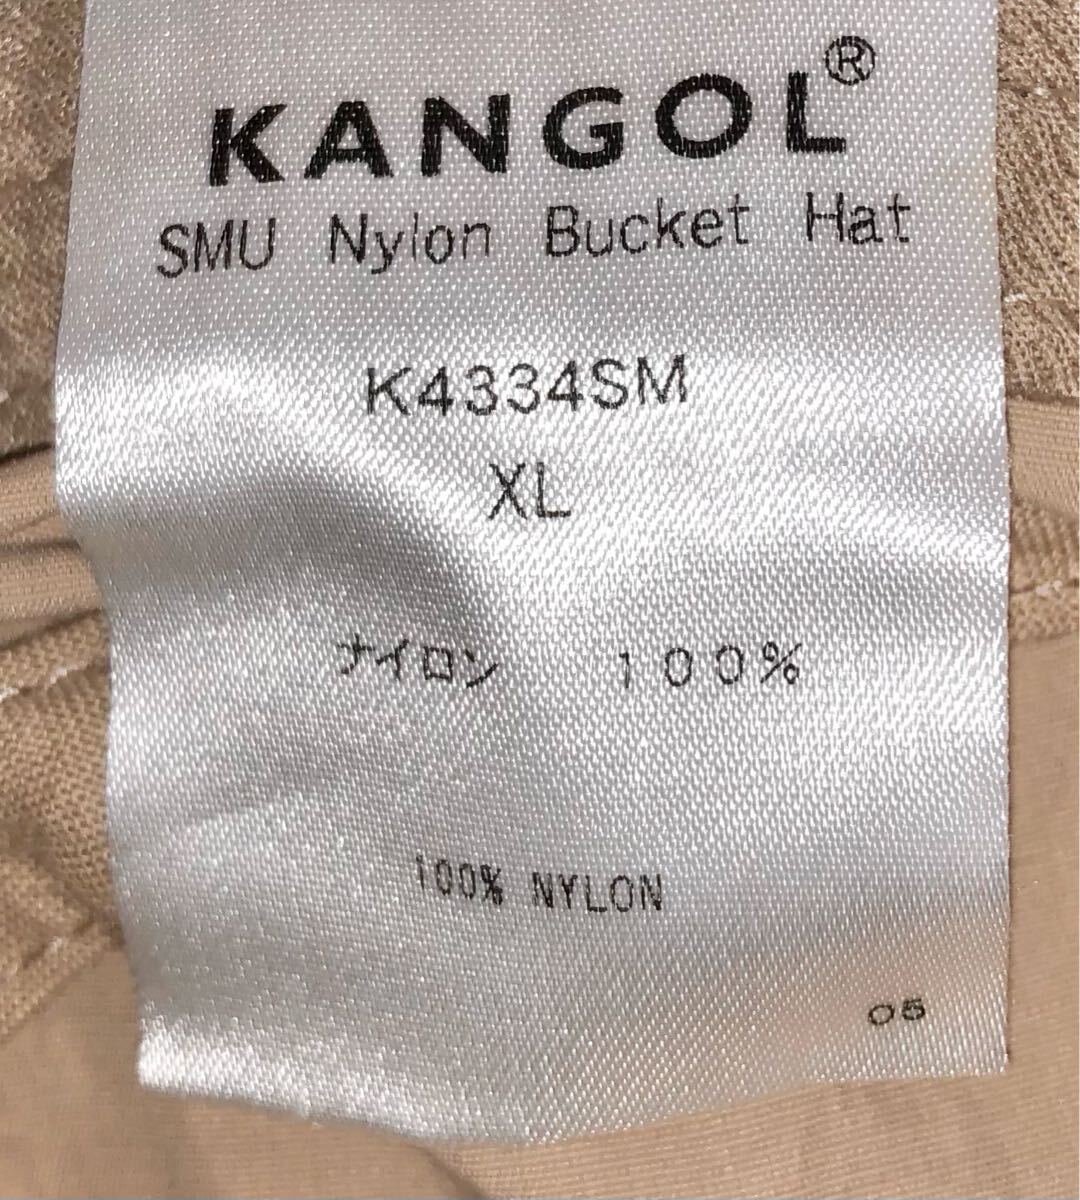 KANGOL®
SMU Nylon Bucket Hat
K4334SM
XL
ナイロン 100%
100% NYLON
05